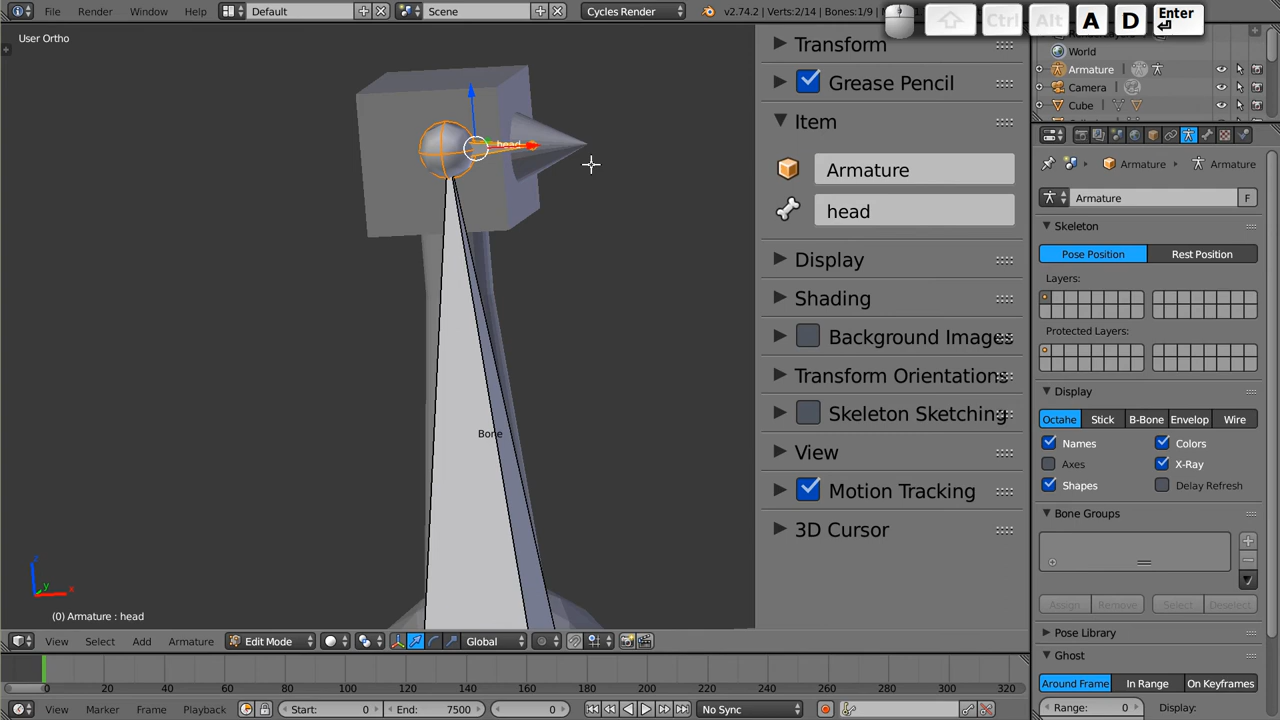 File Render Window Help Default Scene Cycles Render v2.74.2 | Verts:2/14 | Bones:1/9 |
Ctrl Alt A D Enter
User Ortho
World
Armature
Camera
Cube
Transform
Grease Pencil
Item
Armature
head
Display
Shading
Background Images
Transform Orientations
Skeleton Sketching
View
Motion Tracking
3D Cursor
head
Bone
z
y
x
(0) Armature : head
Armature Armature
Armature F
Skeleton
Pose Position Rest Position
Layers:
Protected Layers:
Display
Octahe Stick B-Bone Envelop Wire
Names Colors
Axes X-Ray
Shapes Delay Refresh
Bone Groups
Assign Remove Select Deselect
Pose Library
Ghost
Around Frame In Range On Keyframes
Range: 0 Display:
View Select Add Armature Edit Mode Global
0 20 40 60 80 100 120 140 160 180 200 220 240 260 280 300 320
View Marker Frame Playback Start: 0 End: 7500 0 No Sync